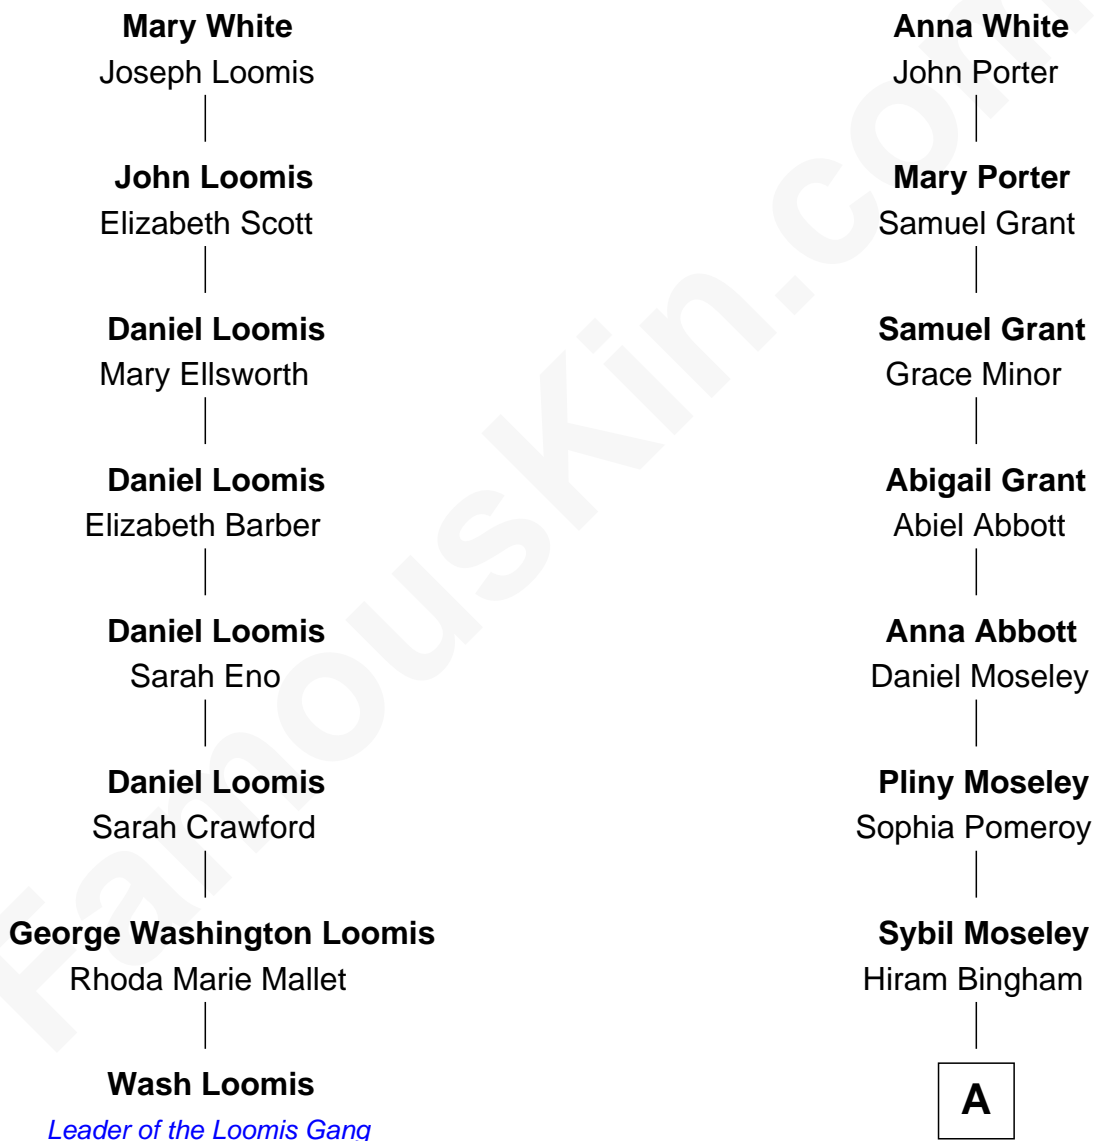 Mary White
Joseph Loomis
John Loomis
Elizabeth Scott
Daniel Loomis
Mary Ellsworth
Daniel Loomis
Elizabeth Barber
Daniel Loomis
Sarah Eno
Daniel Loomis
Sarah Crawford
George Washington Loomis
Rhoda Marie Mallet
Wash Loomis
Leader of the Loomis Gang
Anna White
John Porter
Mary Porter
Samuel Grant
Samuel Grant
Grace Minor
Abigail Grant
Abiel Abbott
Anna Abbott
Daniel Moseley
Pliny Moseley
Sophia Pomeroy
Sybil Moseley
Hiram Bingham
A
FamousKin.com